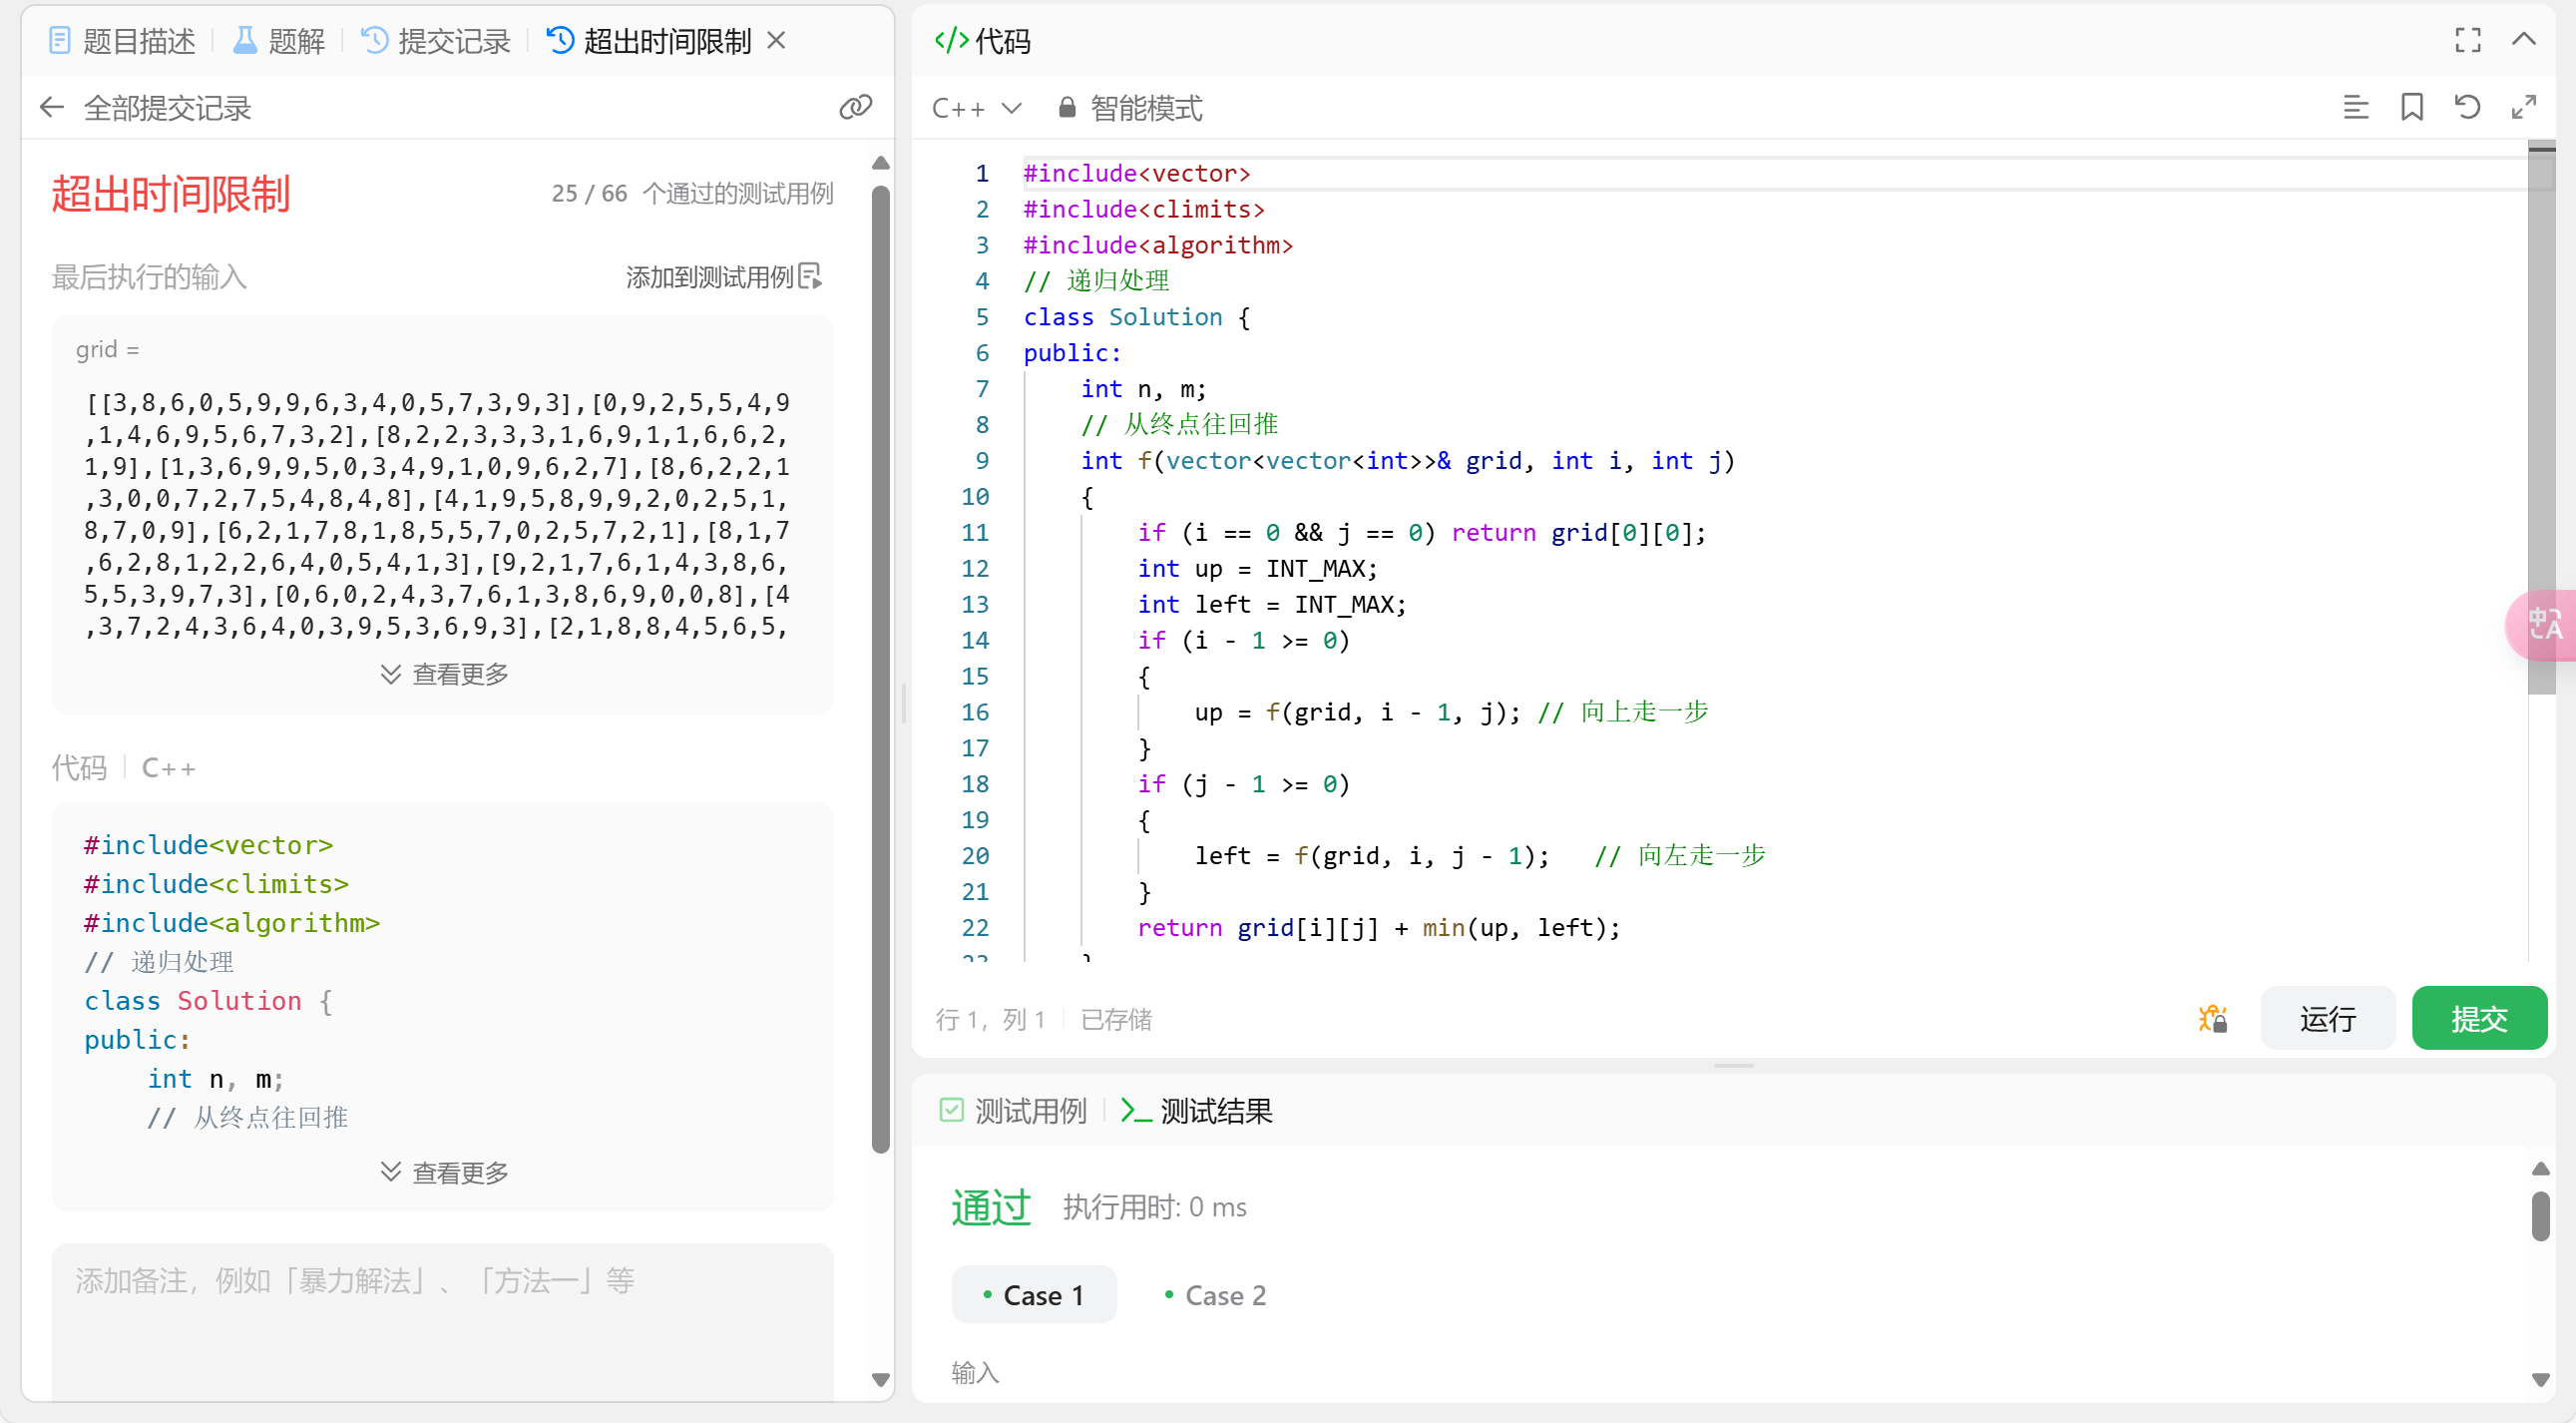 题目描述 题解 提交记录 超出时间限制
全部提交记录
超出时间限制 25 / 66 个通过的测试用例
最后执行的输入 添加到测试用例
grid =
[[3,8,6,0,5,9,9,6,3,4,0,5,7,3,9,3],[0,9,2,5,5,4,9
,1,4,6,9,5,6,7,3,2],[8,2,2,3,3,3,1,6,9,1,1,6,6,2,
1,9],[1,3,6,9,9,5,0,3,4,9,1,0,9,6,2,7],[8,6,2,2,1
,3,0,0,7,2,7,5,4,8,4,8],[4,1,9,5,8,9,9,2,0,2,5,1,
8,7,0,9],[6,2,1,7,8,1,8,5,5,7,0,2,5,7,2,1],[8,1,7
,6,2,8,1,2,2,6,4,0,5,4,1,3],[9,2,1,7,6,1,4,3,8,6,
5,5,3,9,7,3],[0,6,0,2,4,3,7,6,1,3,8,6,9,0,0,8],[4
,3,7,2,4,3,6,4,0,3,9,5,3,6,9,3],[2,1,8,8,4,5,6,5,
查看更多
代码 C++
#include<vector>
#include<climits>
#include<algorithm>
// 递归处理
class Solution {
public:
    int n, m;
    // 从终点往回推
查看更多
添加备注，例如「暴力解法」、「方法一」等
</> 代码
C++ 智能模式
1 #include<vector>
2 #include<climits>
3 #include<algorithm>
4 // 递归处理
5 class Solution {
6 public:
7     int n, m;
8     // 从终点往回推
9     int f(vector<vector<int>>& grid, int i, int j)
10     {
11         if (i == 0 && j == 0) return grid[0][0];
12         int up = INT_MAX;
13         int left = INT_MAX;
14         if (i - 1 >= 0)
15         {
16             up = f(grid, i - 1, j); // 向上走一步
17         }
18         if (j - 1 >= 0)
19         {
20             left = f(grid, i, j - 1);   // 向左走一步
21         }
22         return grid[i][j] + min(up, left);
23     }
行 1，列 1 已存储
运行 提交
测试用例 测试结果
通过 执行用时: 0 ms
Case 1 Case 2
输入
中A